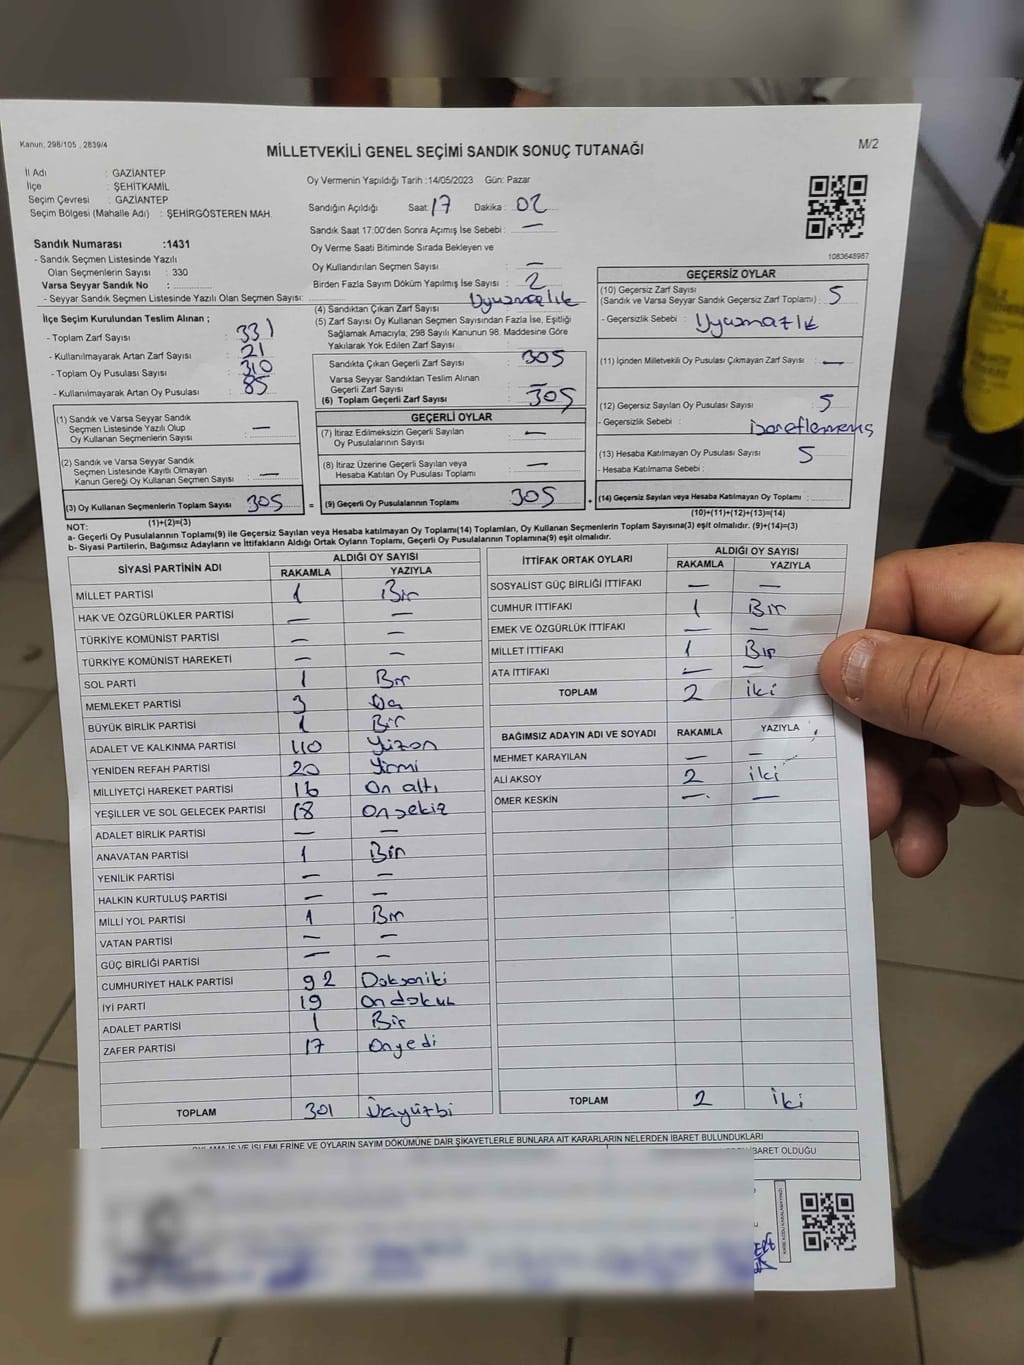 Kanun; 298/105 , 2839/4
M/2
MİLLETVEKİLİ GENEL SEÇİMİ SANDIK SONUÇ TUTANAĞI
İl Adı : GAZİANTEP
İlçe : ŞEHİTKAMİL
Seçim Çevresi : GAZİANTEP
Seçim Bölgesi (Mahalle Adı) : ŞEHİRGÖSTEREN MAH.
Sandık Numarası :1431
- Sandık Seçmen Listesinde Yazılı
Olan Seçmenlerin Sayısı : 330
Varsa Seyyar Sandık No :
- Seyyar Sandık Seçmen Listesinde Yazılı Olan Seçmen Sayısı:
Oy Vermenin Yapıldığı Tarih :14/05/2023 Gün: Pazar
Sandığın Açıldığı Saat: 17 Dakika : 02
Sandık Saat 17:00'den Sonra Açımış İse Sebebi : —
Oy Verme Saati Bitiminde Sırada Bekleyen ve
Oy Kullandırılan Seçmen Sayısı : —
Birden Fazla Sayım Döküm Yapılmış İse Sayısı : 2
1083648987
İlçe Seçim Kurulundan Teslim Alınan ;
- Toplam Zarf Sayısı : 331
- Kullanılmayarak Artan Zarf Sayısı : 21
- Toplam Oy Pusulası Sayısı :
- Kullanılmayarak Artan Oy Pusulası : 85
(1) Sandık ve Varsa Seyyar Sandık
Seçmen Listesinde Yazılı Olup
Oy Kullanan Seçmenlerin Sayısı : —
(2) Sandık ve Varsa Seyyar Sandık
Seçmen Listesinde Kayıtlı Olmayan
Kanun Gereği Oy Kullanan Seçmen Sayısı : —
(3) Oy Kullanan Seçmenlerin Toplam Sayısı : 305
(1)+(2)=(3)
Uyuzmazlık
(4) Sandıktan Çıkan Zarf Sayısı :
(5) Zarf Sayısı Oy Kullanan Seçmen Sayısından Fazla İse, Eşitliği
Sağlamak Amacıyla; 298 Sayılı Kanunun 98. Maddesine Göre
Yakılarak Yok Edilen Zarf Sayısı :
Sandıkta Çıkan Geçerli Zarf Sayısı : 305
Varsa Seyyar Sandıktan Teslim Alınan
Geçerli Zarf Sayısı : —
(6) Toplam Geçerli Zarf Sayısı : 305
GEÇERLİ OYLAR
(7) İtiraz Edilmeksizin Geçerli Sayılan
Oy Pusulalarının Sayısı : —
(8) İtiraz Üzerine Geçerli Sayılan veya
Hesaba Katılan Oy Pusulası Toplamı : —
(9) Geçerli Oy Pusulalarının Toplamı : 305
GEÇERSİZ OYLAR
(10) Geçersiz Zarf Sayısı
(Sandık ve Varsa Seyyar Sandık Geçersiz Zarf Toplamı) : 5
- Geçersizlik Sebebi : Uyuzmazlık
(11) İçinden Milletvekili Oy Pusulası Çıkmayan Zarf Sayısı : —
(12) Geçersiz Sayılan Oy Pusulası Sayısı : 5
- Geçersizlik Sebebi :
(13) Hesaba Katılmayan Oy Pusulası Sayısı : 5
- Hesaba Katılmama Sebebi :
(14) Geçersiz Sayılan veya Hesaba Katılmayan Oy Toplamı :
(10)+(11)+(12)+(13)=(14)
NOT:
a- Geçerli Oy Pusulalarının Toplamı(9) ile Geçersiz Sayılan veya Hesaba katılmayan Oy Toplamı(14) Toplamları, Oy Kullanan Seçmenlerin Toplam Sayısına(3) eşit olmalıdır. (9)+(14)=(3)
b- Siyasi Partilerin, Bağımsız Adayların ve İttifakların Aldığı Ortak Oyların Toplamı, Geçerli Oy Pusulalarının Toplamına(9) eşit olmalıdır.
SİYASİ PARTİNİN ADI ALDIĞI OY SAYISI
RAKAMLA YAZIYLA
MİLLET PARTİSİ 1 Bir
HAK VE ÖZGÜRLÜKLER PARTİSİ — —
TÜRKİYE KOMÜNİST PARTİSİ — —
TÜRKİYE KOMÜNİST HAREKETİ — —
SOL PARTİ 1 Bir
MEMLEKET PARTİSİ 3 Üç
BÜYÜK BİRLİK PARTİSİ 1 Bir
ADALET VE KALKINMA PARTİSİ 110 Yüzon
YENİDEN REFAH PARTİSİ 20 Yirmi
MİLLİYETÇİ HAREKET PARTİSİ 16 On altı
YEŞİLLER VE SOL GELECEK PARTİSİ 18 Onsekiz
ADALET BİRLİK PARTİSİ — —
ANAVATAN PARTİSİ 1 Bir
YENİLİK PARTİSİ — —
HALKIN KURTULUŞ PARTİSİ — —
MİLLİ YOL PARTİSİ 1 Bir
VATAN PARTİSİ — —
GÜÇ BİRLİĞİ PARTİSİ — —
CUMHURİYET HALK PARTİSİ 92 Doksaniki
İYİ PARTİ 19 Ondokuz
ADALET PARTİSİ 1 Bir
ZAFER PARTİSİ 17 Onyedi
TOPLAM 301 Üçyüzbi
İTTİFAK ORTAK OYLARI ALDIĞI OY SAYISI
RAKAMLA YAZIYLA
SOSYALİST GÜÇ BİRLİĞİ İTTİFAKI — —
CUMHUR İTTİFAKI 1 Bir
EMEK VE ÖZGÜRLÜK İTTİFAKI — —
MİLLET İTTİFAKI 1 Bir
ATA İTTİFAKI — —
TOPLAM 2 iki
BAĞIMSIZ ADAYIN ADI VE SOYADI RAKAMLA YAZIYLA
MEHMET KARAYILAN — —
ALİ AKSOY 2 iki
ÖMER KESKİN — —
TOPLAM 2 iki
OYLAMA İŞ VE İŞLEMLERİNE VE OYLARIN SAYIM DÖKÜMÜNE DAİR ŞİKAYETLERLE BUNLARA AİT KARARLARIN NELERDEN İBARET BULUNDUKLARI
İBARET OLDUĞU